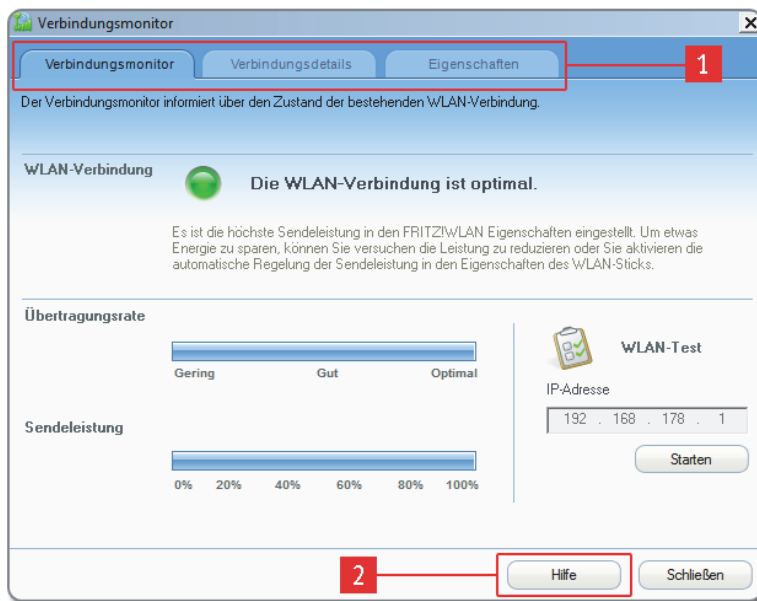 Verbindungsmonitor
Verbindungsmonitor Verbindungsdetails Eigenschaften
1
Der Verbindungsmonitor informiert über den Zustand der bestehenden WLAN-Verbindung.
WLAN-Verbindung
Die WLAN-Verbindung ist optimal.
Es ist die höchste Sendeleistung in den FRITZ!WLAN Eigenschaften eingestellt. Um etwas
Energie zu sparen, können Sie versuchen die Leistung zu reduzieren oder Sie aktivieren die
automatische Regelung der Sendeleistung in den Eigenschaften des WLAN-Sticks.
Übertragungsrate
Gering Gut Optimal
Sendeleistung
0% 20% 40% 60% 80% 100%
WLAN-Test
IP-Adresse
192 . 168 . 178 . 1
Starten
2
Hilfe
Schließen